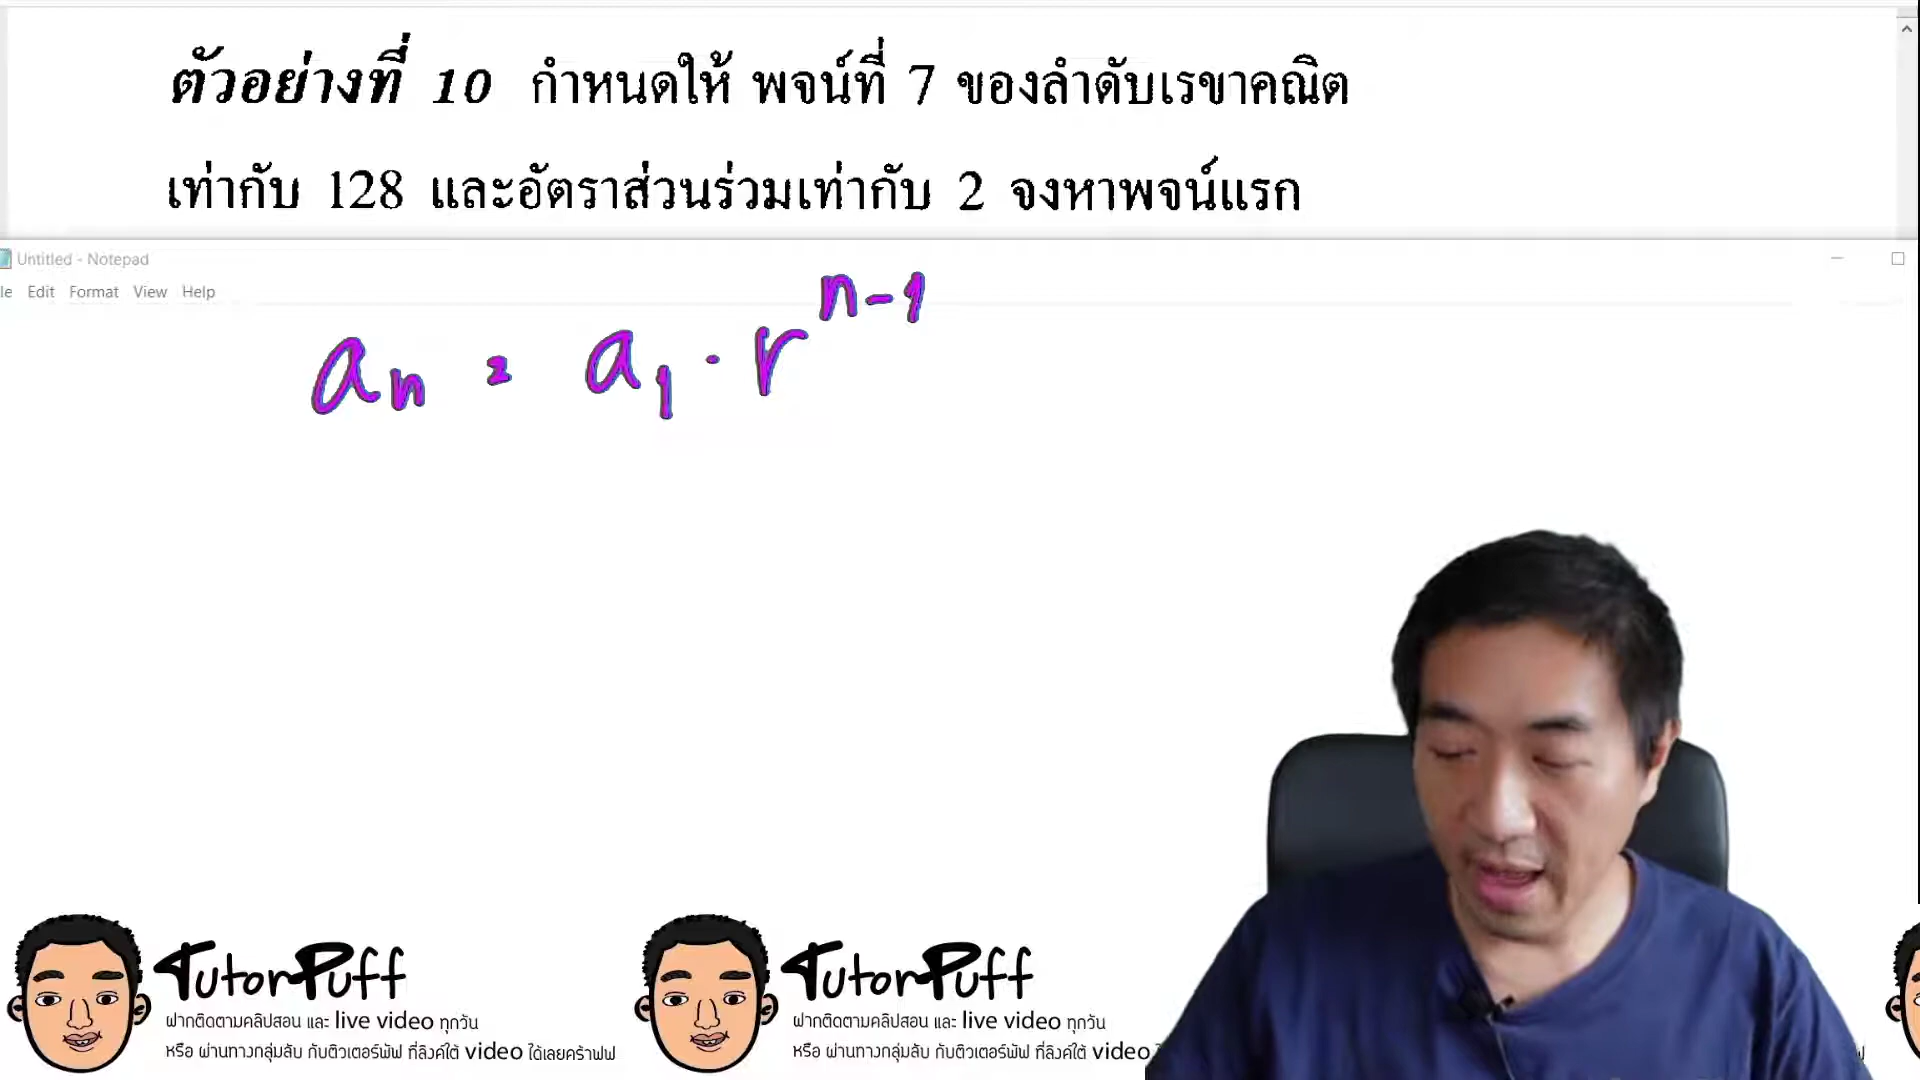 ตัวอย่างที่ 10 กำหนดให้ พจน์ที่ 7 ของลำดับเรขาคณิต
เท่ากับ 128 และอัตราส่วนร่วมเท่ากับ 2 จงหาพจน์แรก
Untitled - Notepad
le Edit Format View Help
aₙ = a₁ · rⁿ⁻¹
TutorPuff
ฝากติดตามคลิปสอน และ live video ทุกวัน
หรือ ผ่านทางกลุ่มลับ กับติวเตอร์พัฟ ที่ลิงค์ใต้ video ได้เลยคร้าฟฟ
TutorPuff
ฝากติดตามคลิปสอน และ live video ทุกวัน
หรือ ผ่านทางกลุ่มลับ กับติวเตอร์พัฟ ที่ลิงค์ใต้ video